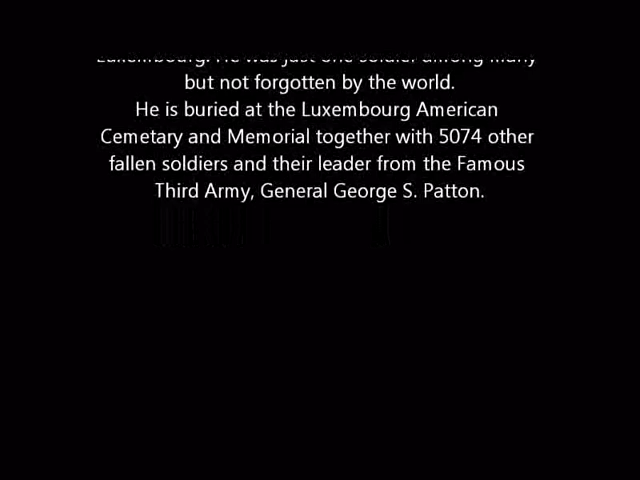 Luxembourg. He was just one soldier among many
but not forgotten by the world.
He is buried at the Luxembourg American
Cemetary and Memorial together with 5074 other
fallen soldiers and their leader from the Famous
Third Army, General George S. Patton.